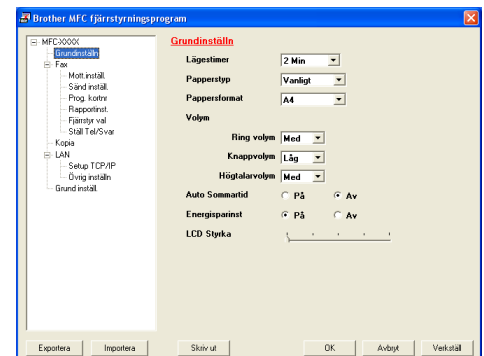 Brother MFC fjärrstyrningsprogram
MFC-XXXX
Grundinställn
Fax
Mott.inställ.
Sänd inställ.
Prog. kortnr
Rapportinst.
Fjärrstyr val
Ställ Tel/Svar
Kopia
LAN
Setup TCP/IP
Övrig inställn
Grund inställ.
Grundinställn
Lägestimer 2 Min
Papperstyp Vanligt
Pappersformat A4
Volym
Ring volym Med
Knappvolym Låg
Högtalarvolym Med
Auto Sommartid På Av
Energisparinst På Av
LCD Styrka
Exportera Importera Skriv ut OK Avbryt Verkställ